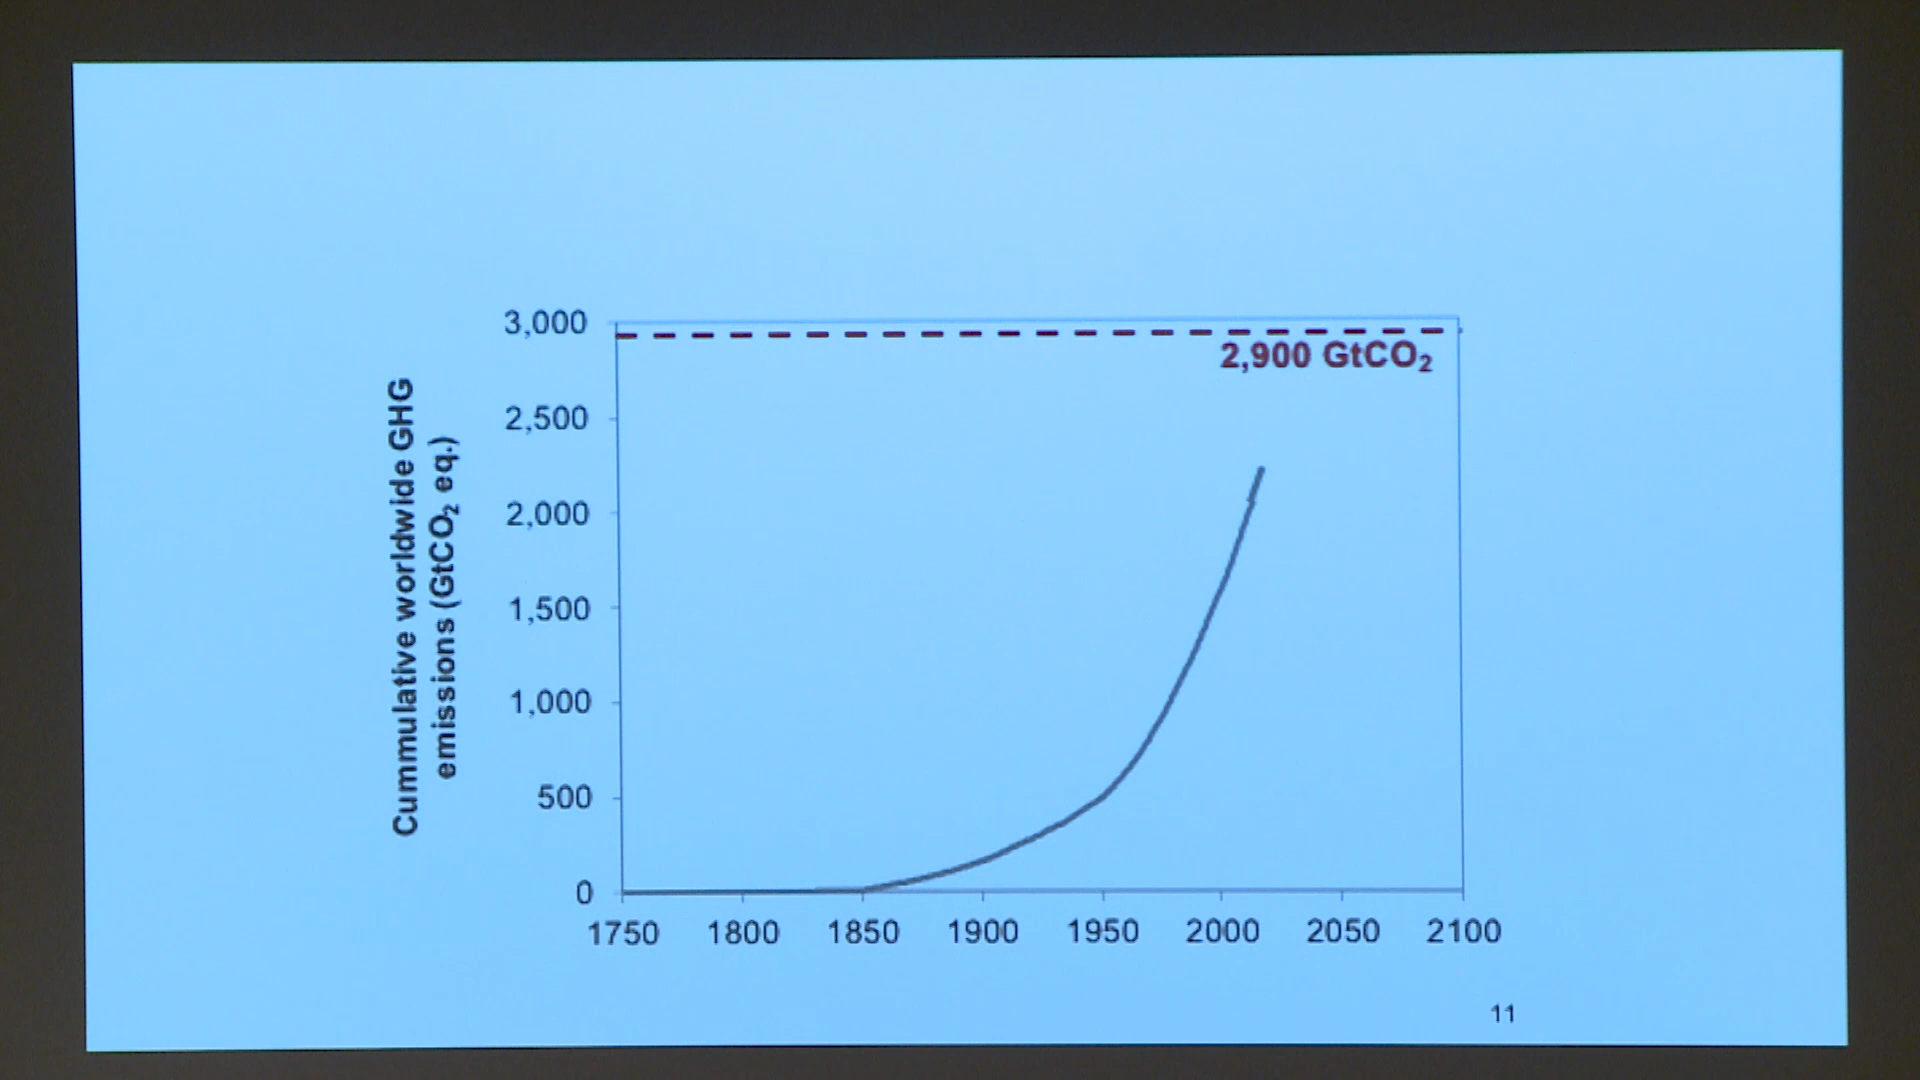 3,000
2,900 GtCO₂
2,500
2,000
1,500
1,000
500
0
Cummulative worldwide GHG
emissions (GtCO₂ eq.)
1750 1800 1850 1900 1950 2000 2050 2100
11